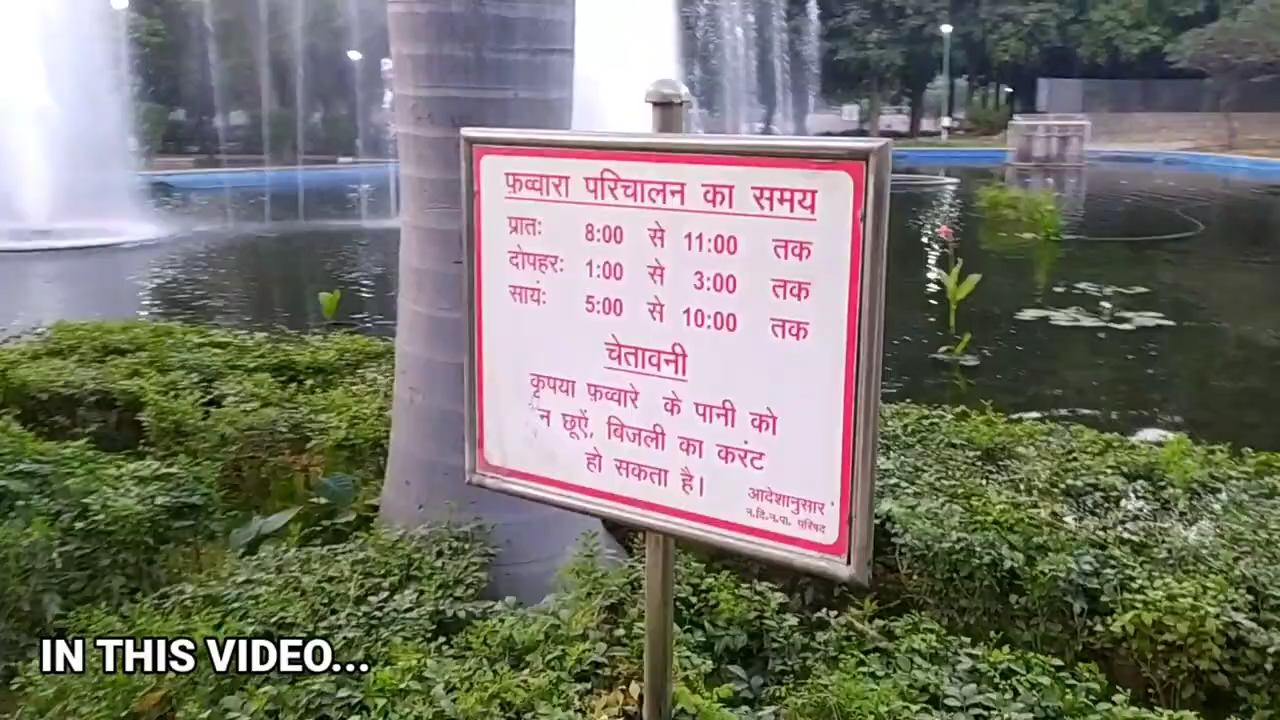 फ़व्वारा परिचालन का समय
प्रातः 8:00 से 11:00 तक
दोपहरः 1:00 से 3:00 तक
सायंः 5:00 से 10:00 तक
चेतावनी
कृपया फ़व्वारे के पानी को
न छूऐं, बिजली का करंट
हो सकता है।
आदेशानुसार
न.दि.न.पा. परिषद
IN THIS VIDEO...